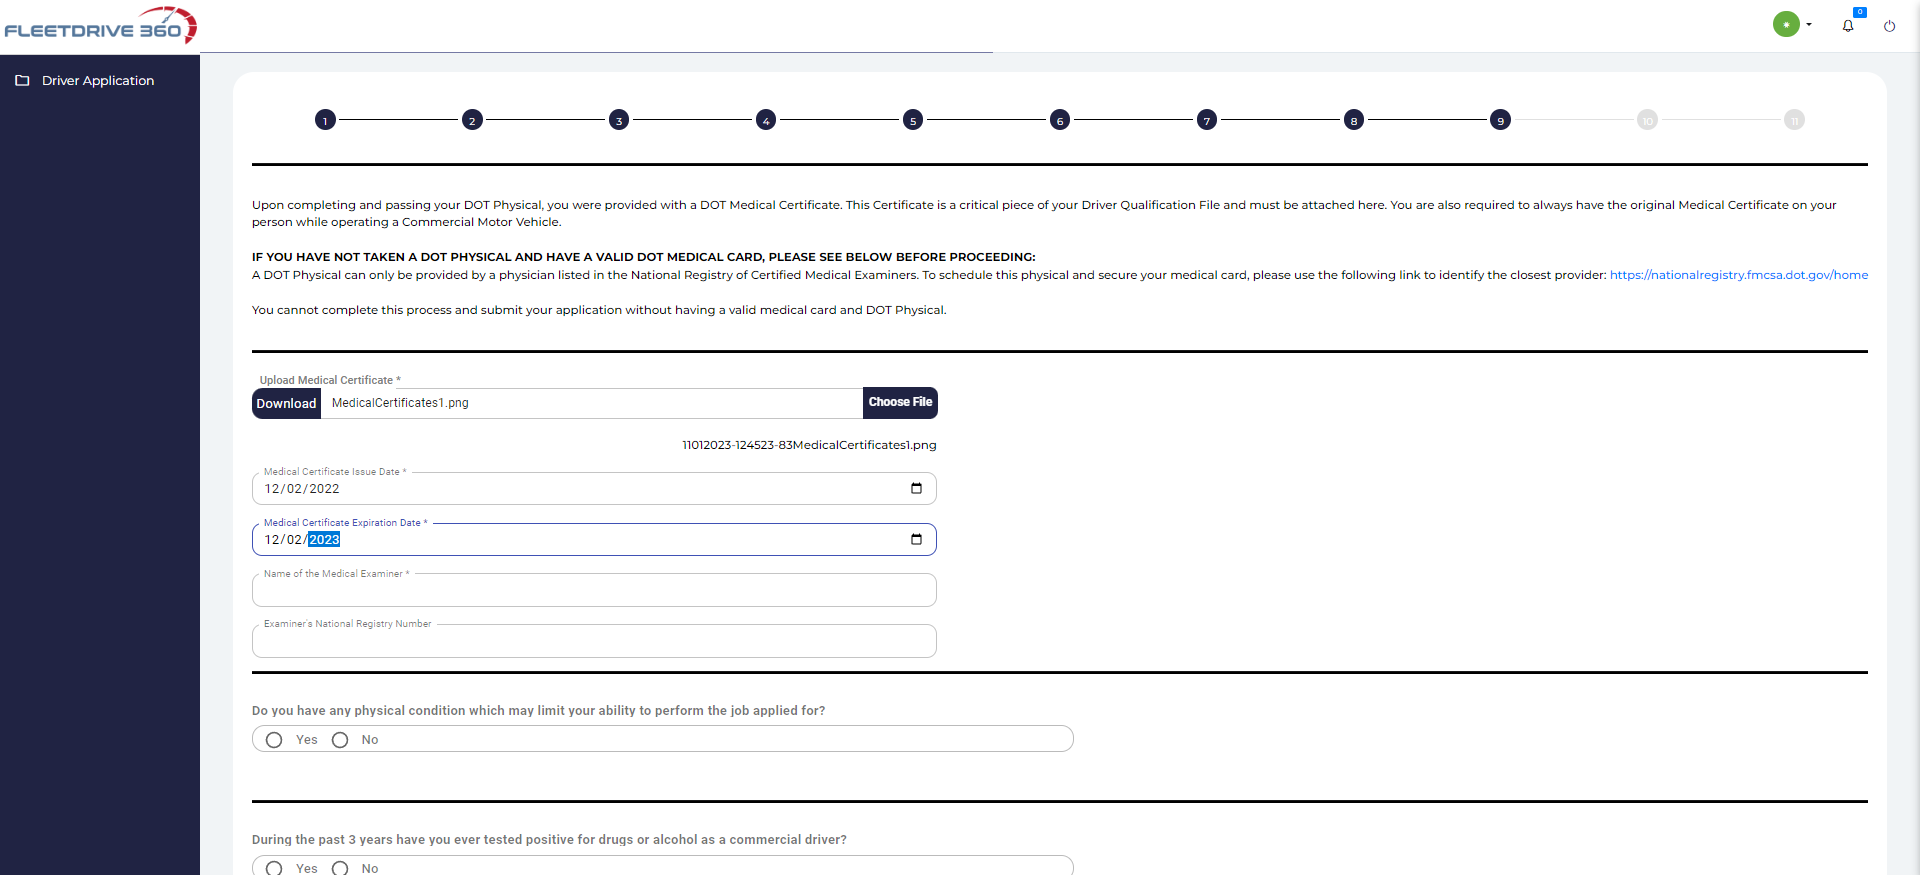 FLEETDRIVE 360
0
Driver Application
1 2 3 4 5 6 7 8 9 10 11
Upon completing and passing your DOT Physical, you were provided with a DOT Medical Certificate. This Certificate is a critical piece of your Driver Qualification File and must be attached here. You are also required to always have the original Medical Certificate on your
person while operating a Commercial Motor Vehicle.
IF YOU HAVE NOT TAKEN A DOT PHYSICAL AND HAVE A VALID DOT MEDICAL CARD, PLEASE SEE BELOW BEFORE PROCEEDING:
A DOT Physical can only be provided by a physician listed in the National Registry of Certified Medical Examiners. To schedule this physical and secure your medical card, please use the following link to identify the closest provider: https://nationalregistry.fmcsa.dot.gov/home
You cannot complete this process and submit your application without having a valid medical card and DOT Physical.
Upload Medical Certificate *
Download MedicalCertificates1.png Choose File
11012023-124523-83MedicalCertificates1.png
Medical Certificate Issue Date *
12/02/2022
Medical Certificate Expiration Date *
12/02/2023
Name of the Medical Examiner *
Examiner's National Registry Number
Do you have any physical condition which may limit your ability to perform the job applied for?
Yes No
During the past 3 years have you ever tested positive for drugs or alcohol as a commercial driver?
Yes No